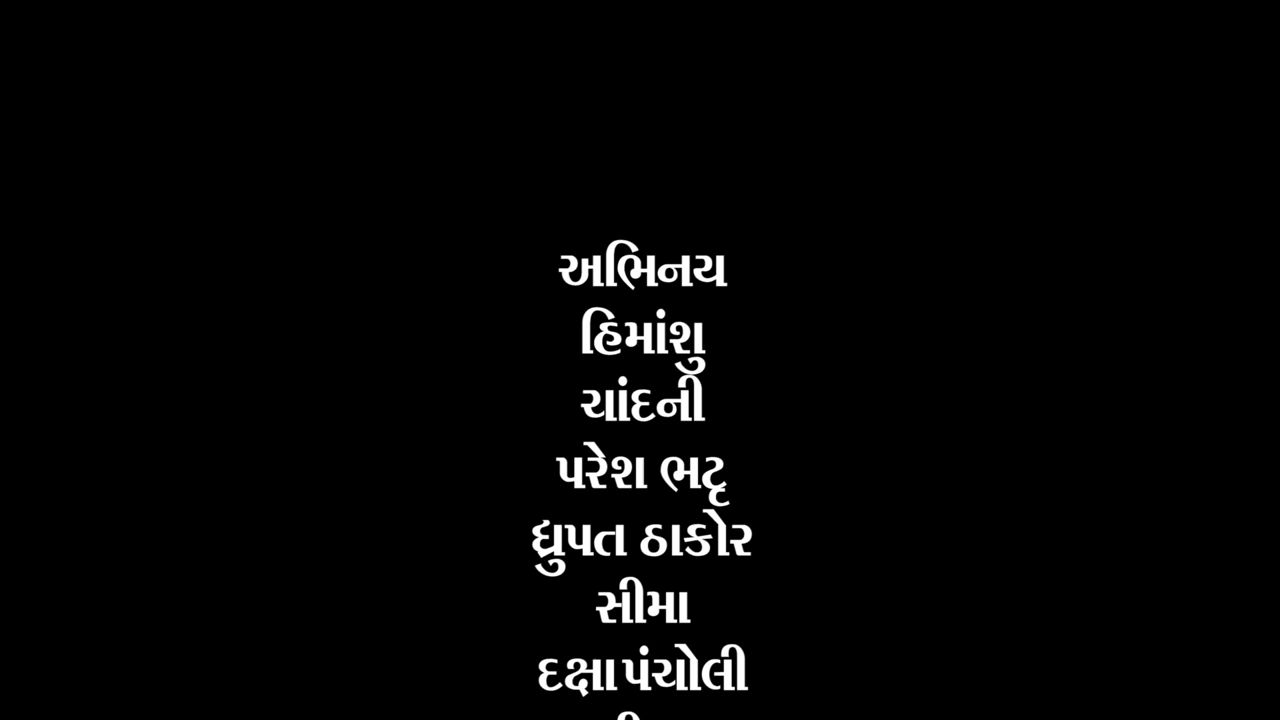 અભિનય
હિમાંશુ
ચાંદની
પરેશ ભટૃ
ધ્રુપત ઠાકોર
સીમા
દક્ષા પંચોલી